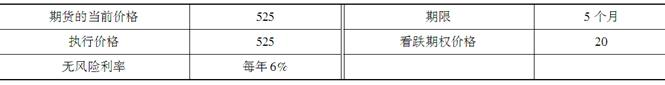 期货的当前价格 525 期限 5 个月
执行价格 525 看跌期权价格 20
无风险利率 每年 6%